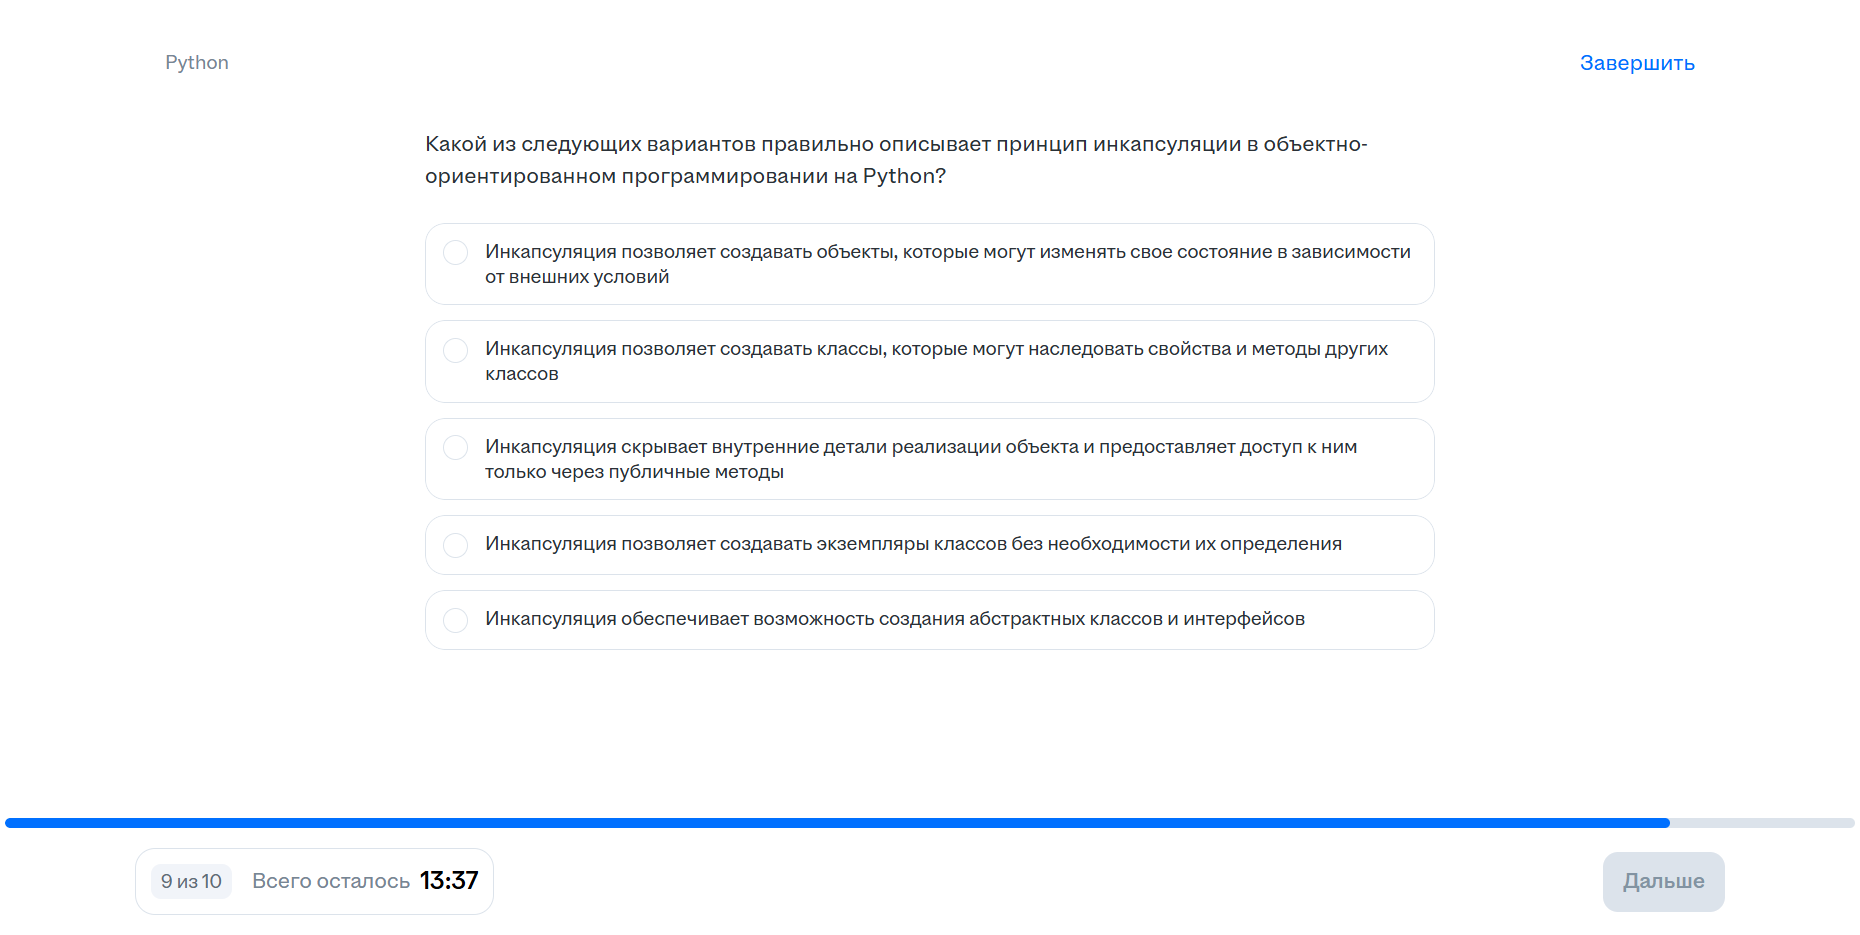 Python
Завершить
Какой из следующих вариантов правильно описывает принцип инкапсуляции в объектно-
ориентированном программировании на Python?
Инкапсуляция позволяет создавать объекты, которые могут изменять свое состояние в зависимости
от внешних условий
Инкапсуляция позволяет создавать классы, которые могут наследовать свойства и методы других
классов
Инкапсуляция скрывает внутренние детали реализации объекта и предоставляет доступ к ним
только через публичные методы
Инкапсуляция позволяет создавать экземпляры классов без необходимости их определения
Инкапсуляция обеспечивает возможность создания абстрактных классов и интерфейсов
9 из 10
Всего осталось 13:37
Дальше